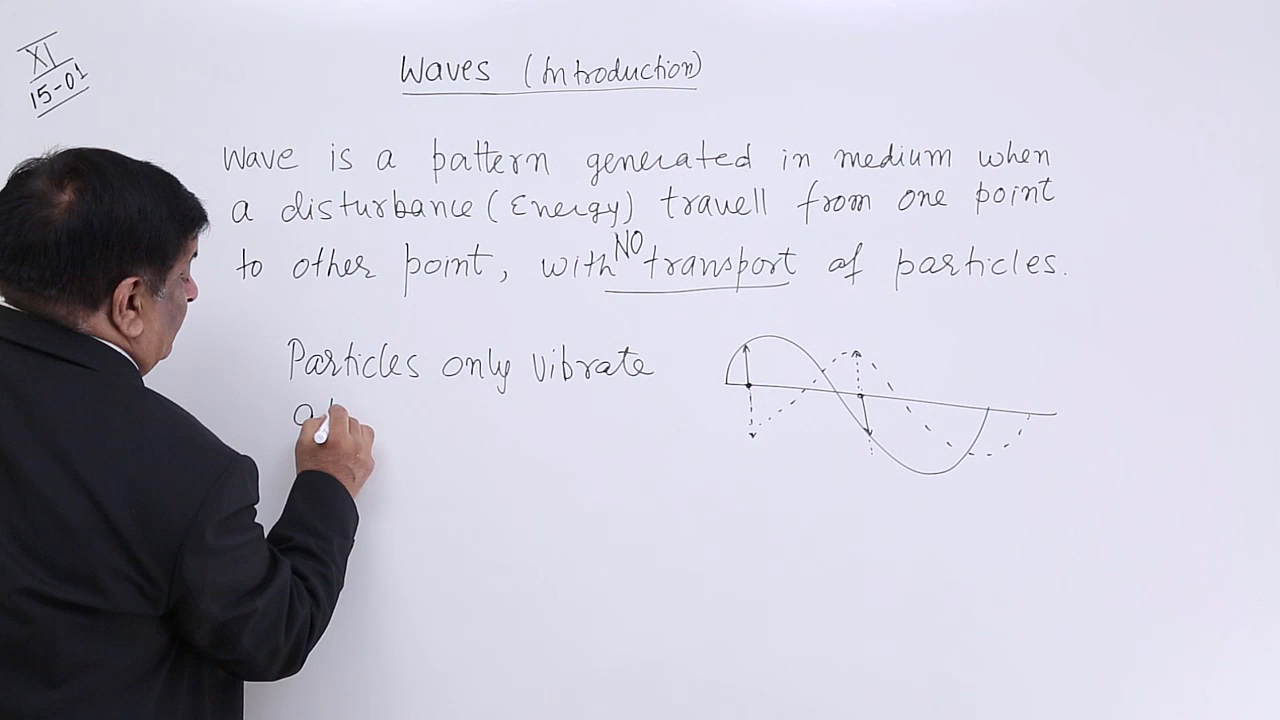 XI
15-01
Waves (Introduction)
Wave is a pattern generated in medium when
a disturbance (Energy) travell from one point
to other point, with NO transport of particles.
Particles only vibrate